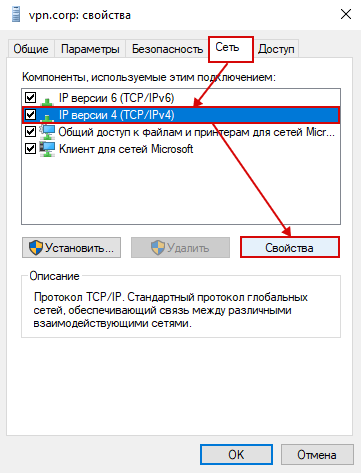 vpn.corp: свойства
Общие Параметры Безопасность Сеть Доступ
Компоненты, используемые этим подключением:
IP версии 6 (TCP/IPv6)
IP версии 4 (TCP/IPv4)
Общий доступ к файлам и принтерам для сетей Micr...
Клиент для сетей Microsoft
Установить... Удалить Свойства
Описание
Протокол TCP/IP. Стандартный протокол глобальных
сетей, обеспечивающий связь между различными
взаимодействующими сетями.
OK Отмена